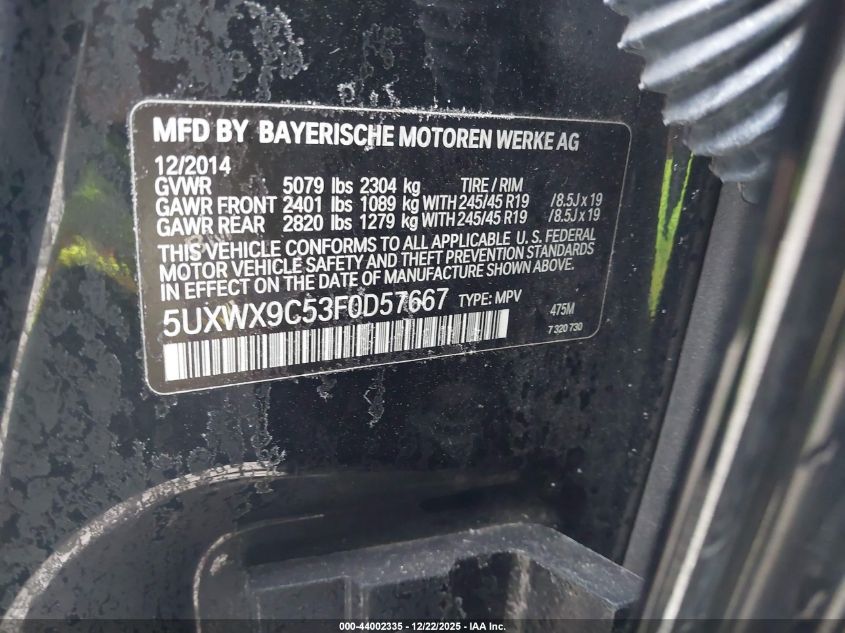 MFD BY BAYERISCHE MOTOREN WERKE AG
12/2014
GVWR 5079 lbs 2304 kg TIRE / RIM
GAWR FRONT 2401 lbs 1089 kg WITH 245/45 R19 /8.5J x 19
GAWR REAR 2820 lbs 1279 kg WITH 245/45 R19 /8.5J x 19
THIS VEHICLE CONFORMS TO ALL APPLICABLE U. S. FEDERAL
MOTOR VEHICLE SAFETY AND THEFT PREVENTION STANDARDS
IN EFFECT ON THE DATE OF MANUFACTURE SHOWN ABOVE.
5UXWX9C53F0D57667 TYPE: MPV 475M
7 320 730
000-44002335 - 12/22/2025 - IAA Inc.